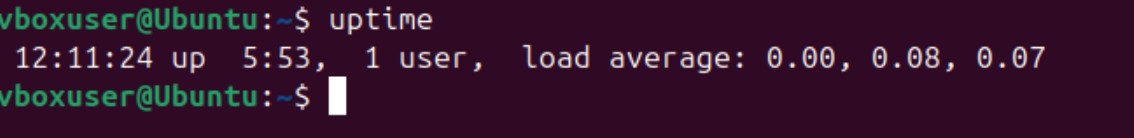 vboxuser@Ubuntu:~$ uptime
 12:11:24 up  5:53,  1 user,  load average: 0.00, 0.08, 0.07
vboxuser@Ubuntu:~$